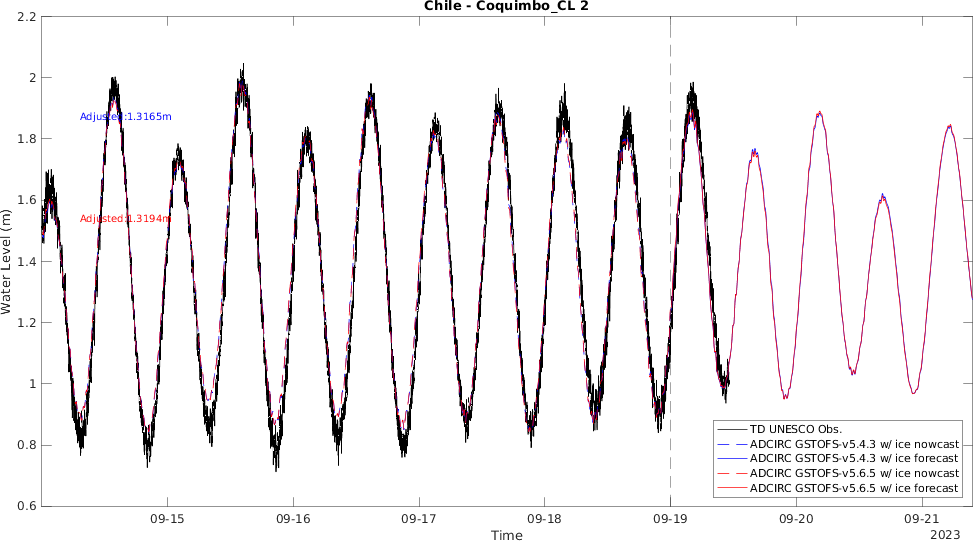 Chile - Coquimbo_CL 2
2.2
2
1.8
1.6
1.4
1.2
1
0.8
0.6
Water Level (m)
Adjusted:1.3165m
Adjusted:1.3194m
TD UNESCO Obs.
ADCIRC GSTOFS-v5.4.3 w/ ice nowcast
ADCIRC GSTOFS-v5.4.3 w/ ice forecast
ADCIRC GSTOFS-v5.6.5 w/ ice nowcast
ADCIRC GSTOFS-v5.6.5 w/ ice forecast
09-15
09-16
09-17
09-18
09-19
09-20
09-21
Time
2023